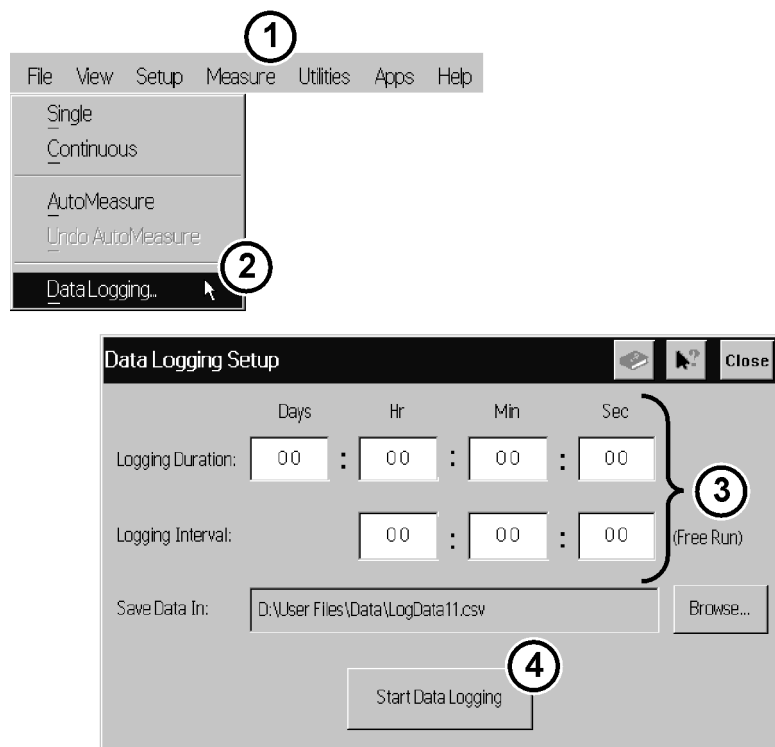 1
File View Setup Measure Utilities Apps Help
Single
Continuous
AutoMeasure
Undo AutoMeasure
2
Data Logging...
Data Logging Setup ? Close
Days Hr Min Sec
Logging Duration: 00 : 00 : 00 : 00
3
Logging Interval: 00 : 00 : 00 (Free Run)
Save Data In: D:\User Files\Data\LogData11.csv Browse...
4
Start Data Logging